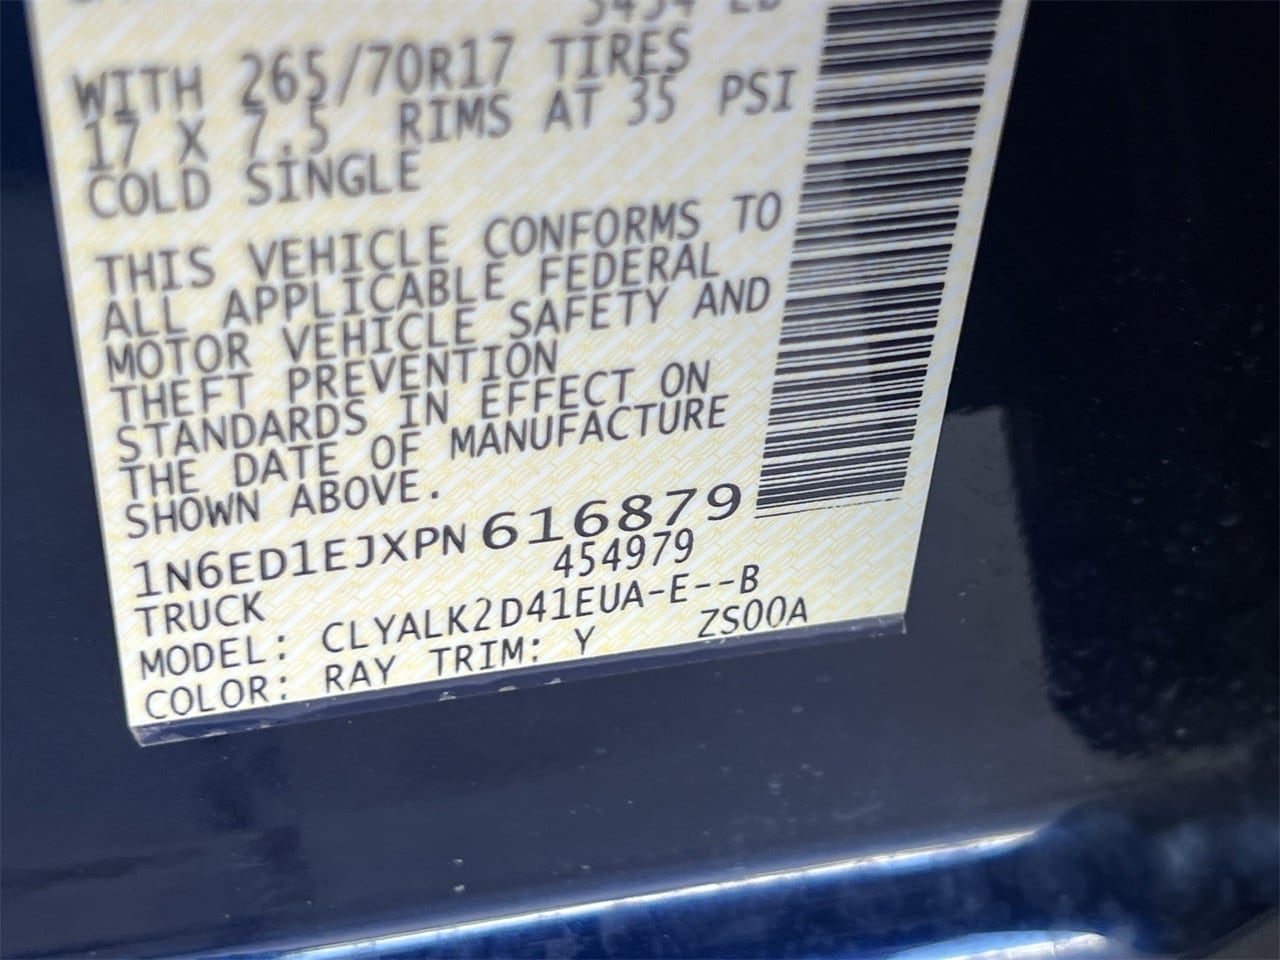 WITH 265/70R17 TIRES
17 X 7.5 RIMS AT 35 PSI
COLD SINGLE
THIS VEHICLE CONFORMS TO
ALL APPLICABLE FEDERAL
MOTOR VEHICLE SAFETY AND
THEFT PREVENTION
STANDARDS IN EFFECT ON
THE DATE OF MANUFACTURE
SHOWN ABOVE.
1N6ED1EJXPN616879
TRUCK 454979
MODEL: CLYALK2D41EUA-E--B
COLOR: RAY TRIM: Y ZS00A